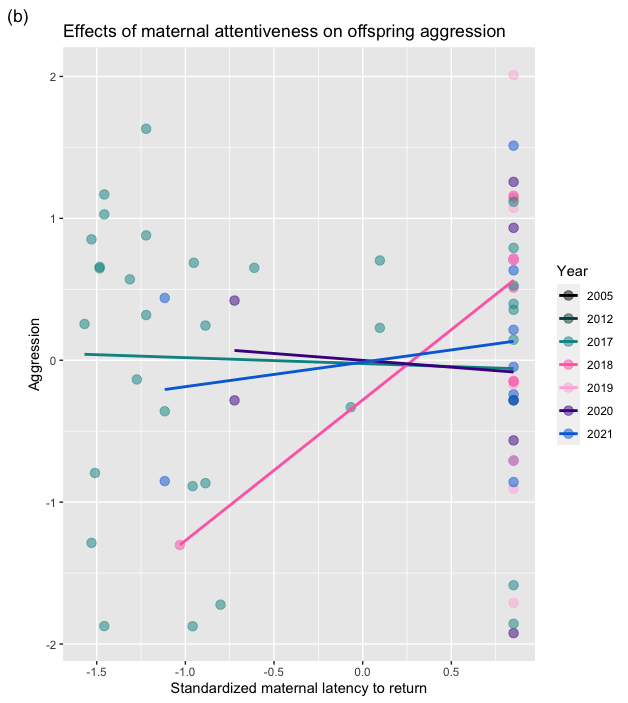 (b)
Effects of maternal attentiveness on offspring aggression
2
1
0
-1
-2
Aggression
-1.5 -1.0 -0.5 0.0 0.5
Standardized maternal latency to return
Year
2005
2012
2017
2018
2019
2020
2021